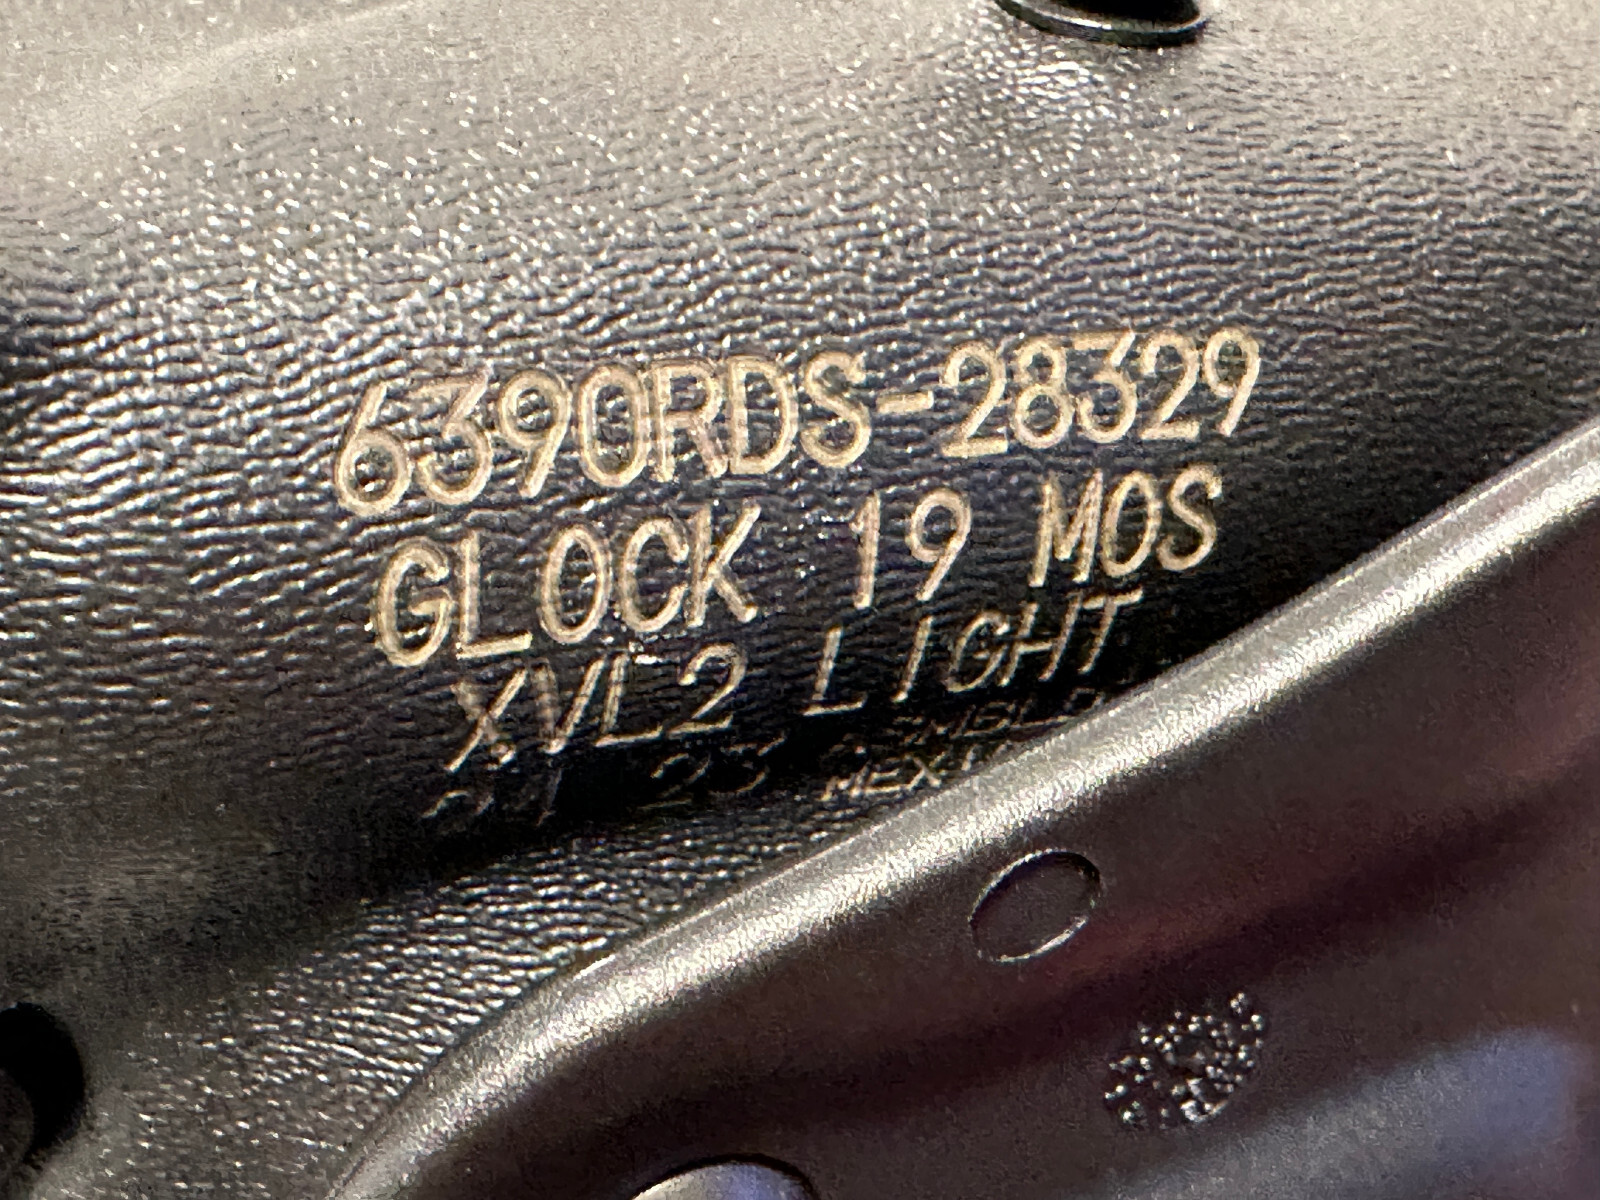 6390RDS-28329
GLOCK 19 MOS
XVL2 LIGHT